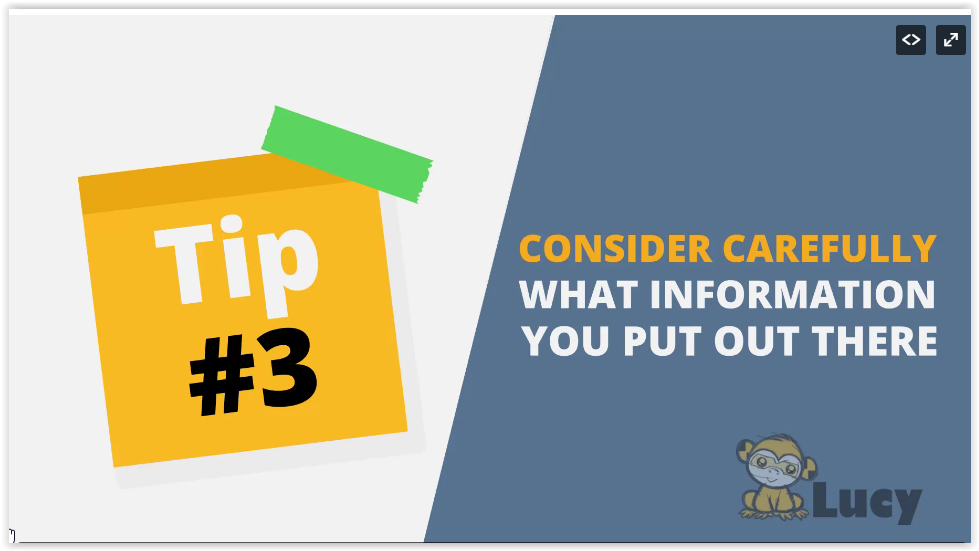 Tip
#3
CONSIDER CAREFULLY
WHAT INFORMATION
YOU PUT OUT THERE
Lucy